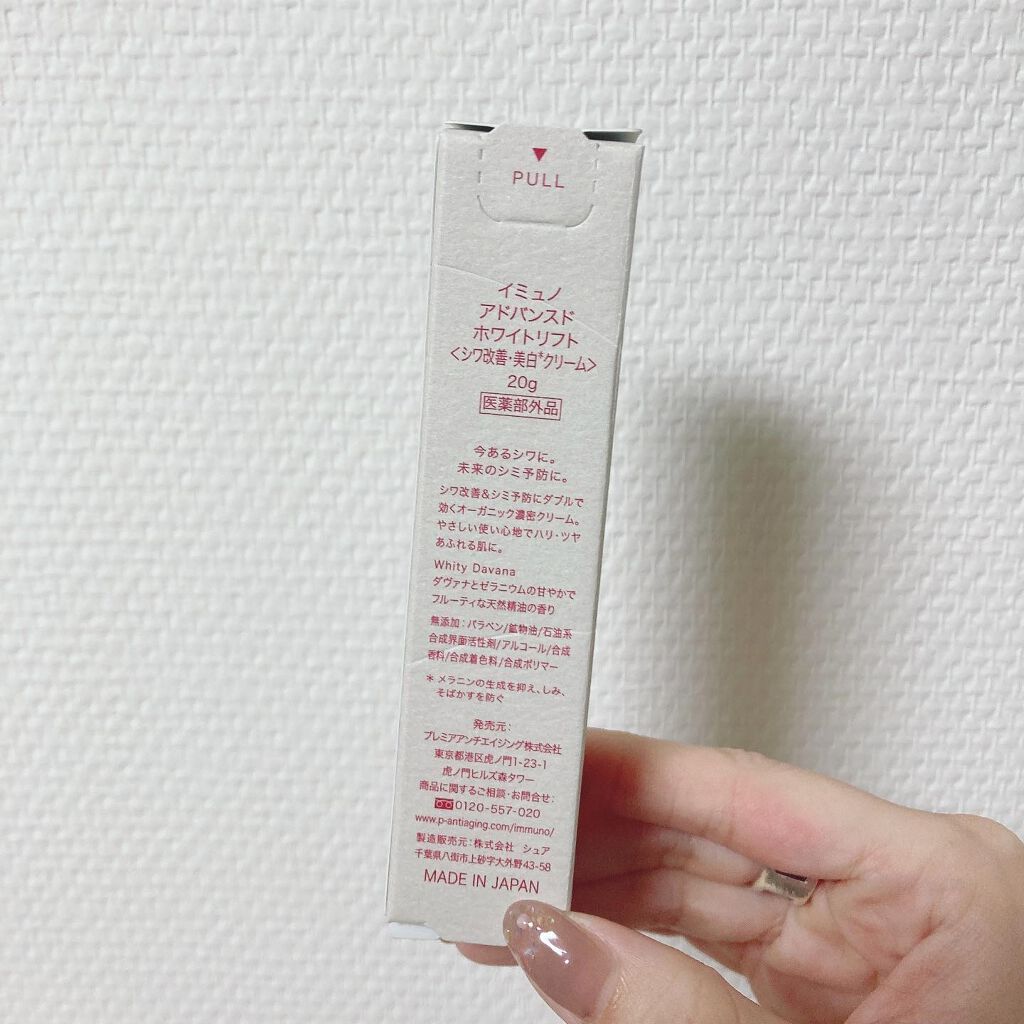 ▼
PULL
イミュノ
アドバンスド
ホワイトリフト
<シワ改善・美白*クリーム>
20g
医薬部外品
今あるシワに。
未来のシミ予防に。
シワ改善&シミ予防にダブルで
効くオーガニック濃密クリーム。
やさしい使い心地でハリ・ツヤ
あふれる肌に。
Whity Davana
ダヴァナとゼラニウムの甘やかで
フルーティな天然精油の香り
無添加：パラベン/鉱物油/石油系
合成界面活性剤/アルコール/合成
香料/合成着色料/合成ポリマー
* メラニンの生成を抑え、しみ、
そばかすを防ぐ
発売元：
プレミアアンチエイジング株式会社
東京都港区虎ノ門1-23-1
虎ノ門ヒルズ森タワー
商品に関するご相談・お問合せ：
0120-557-020
www.p-antiaging.com/immuno/
製造販売元：株式会社 シュア
千葉県八街市上砂字大外野43-58
MADE IN JAPAN